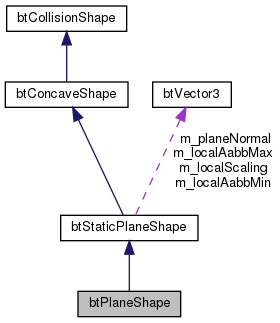 btCollisionShape
btConcaveShape
btVector3
m_planeNormal
m_localAabbMax
m_localScaling
m_localAabbMin
btStaticPlaneShape
btPlaneShape